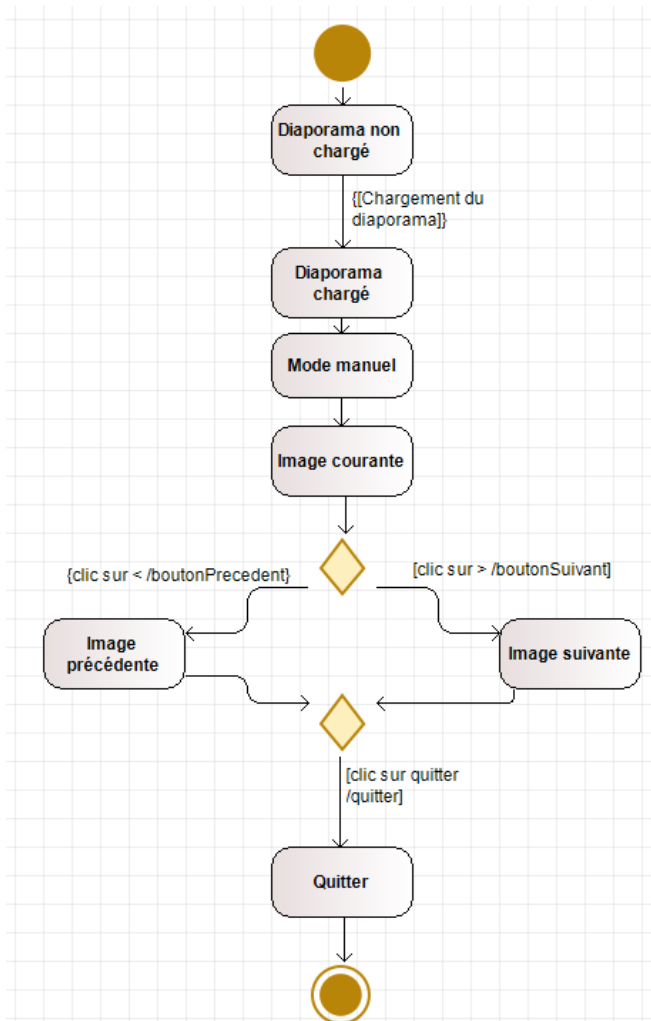 Diaporama non
chargé
{[Chargement du
diaporama]}
Diaporama
chargé
Mode manuel
Image courante
{clic sur < /boutonPrecedent}
[clic sur > /boutonSuivant]
Image
précédente
Image suivante
[clic sur quitter
/quitter]
Quitter